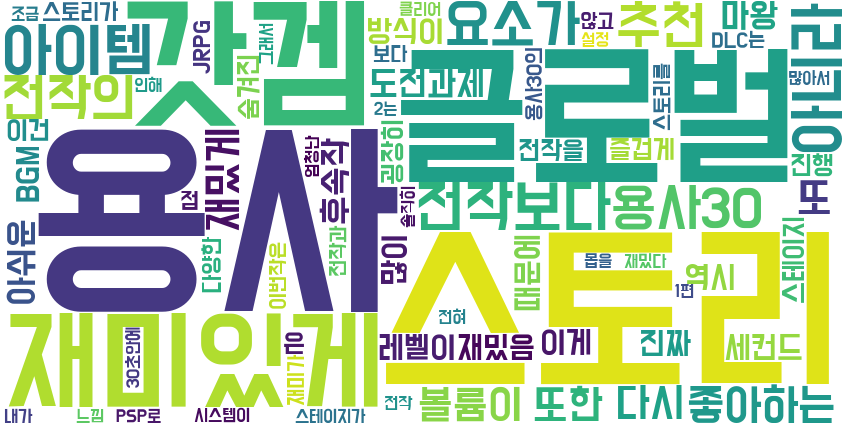 조금
스토리가
갓겜
클리어
않고
요소가
추천
마왕
JRPG
그래서
방식이
설정
DLC는
아이템
보다
글로벌
많아서
전작의
인해
숨겨진
도전과제
2는
용사30의
스토리를
의건
BGM
용사
재밌게
엄청난
후속작
굉장히
전작을
즐겁게
진행
솔직히
전작보다
용사30
또
아쉬운
다양한
이번작은
전작과
많이
때문에
몹을
재밌다
역시
1편
스테이지
스토리
재미있게
30초안에
재미가
전혀
레벨이
재밌음
이게
진짜
세컨드
전작
볼륨이
또한
다시
좋아하는
내가
느낌
PSP로
시스템이
스테이지가